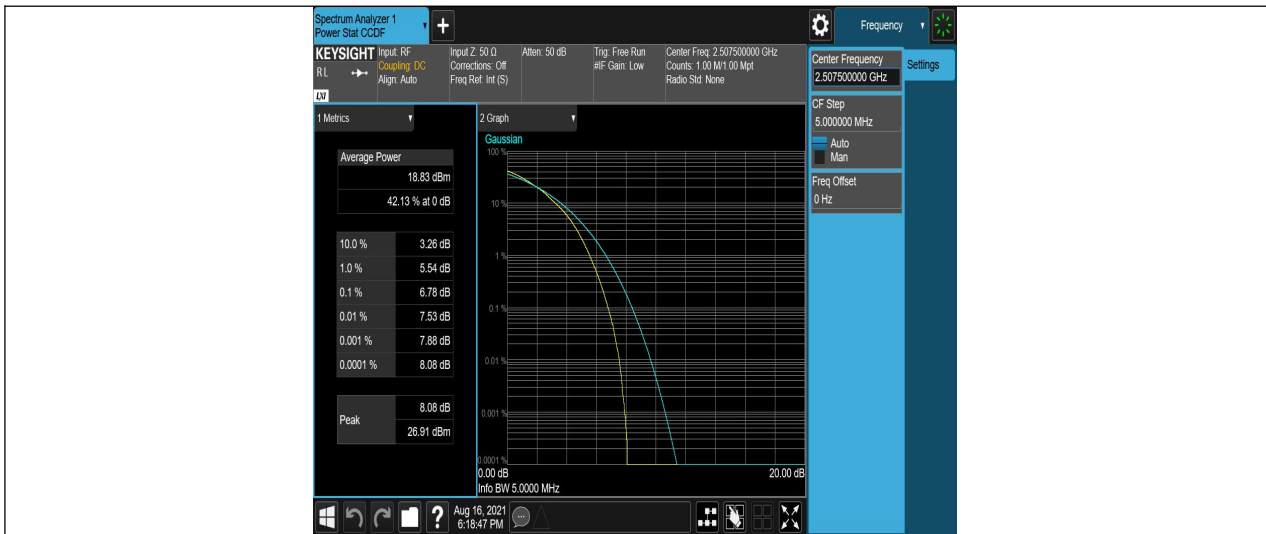 Spectrum Analyzer 1
Power Stat CCDF
+
Frequency
KEYSIGHT
RL
LXI
Input: RF
Coupling: DC
Align: Auto
Input Z: 50 Ω
Corrections: Off
Freq Ref: Int (S)
Atten: 50 dB
Trig: Free Run
#IF Gain: Low
Center Freq: 2.507500000 GHz
Counts: 1.00 M/1.00 Mpt
Radio Std: None
Center Frequency
2.507500000 GHz
Settings
CF Step
5.000000 MHz
Auto
Man
Freq Offset
0 Hz
1 Metrics
Average Power
18.83 dBm
42.13 % at 0 dB
10.0 % 3.26 dB
1.0 % 5.54 dB
0.1 % 6.78 dB
0.01 % 7.53 dB
0.001 % 7.88 dB
0.0001 % 8.08 dB
Peak
8.08 dB
26.91 dBm
2 Graph
Gaussian
100 %
10 %
1 %
0.1 %
0.01 %
0.001 %
0.0001 %
0.00 dB 20.00 dB
Info BW 5.0000 MHz
?
Aug 16, 2021
6:18:47 PM